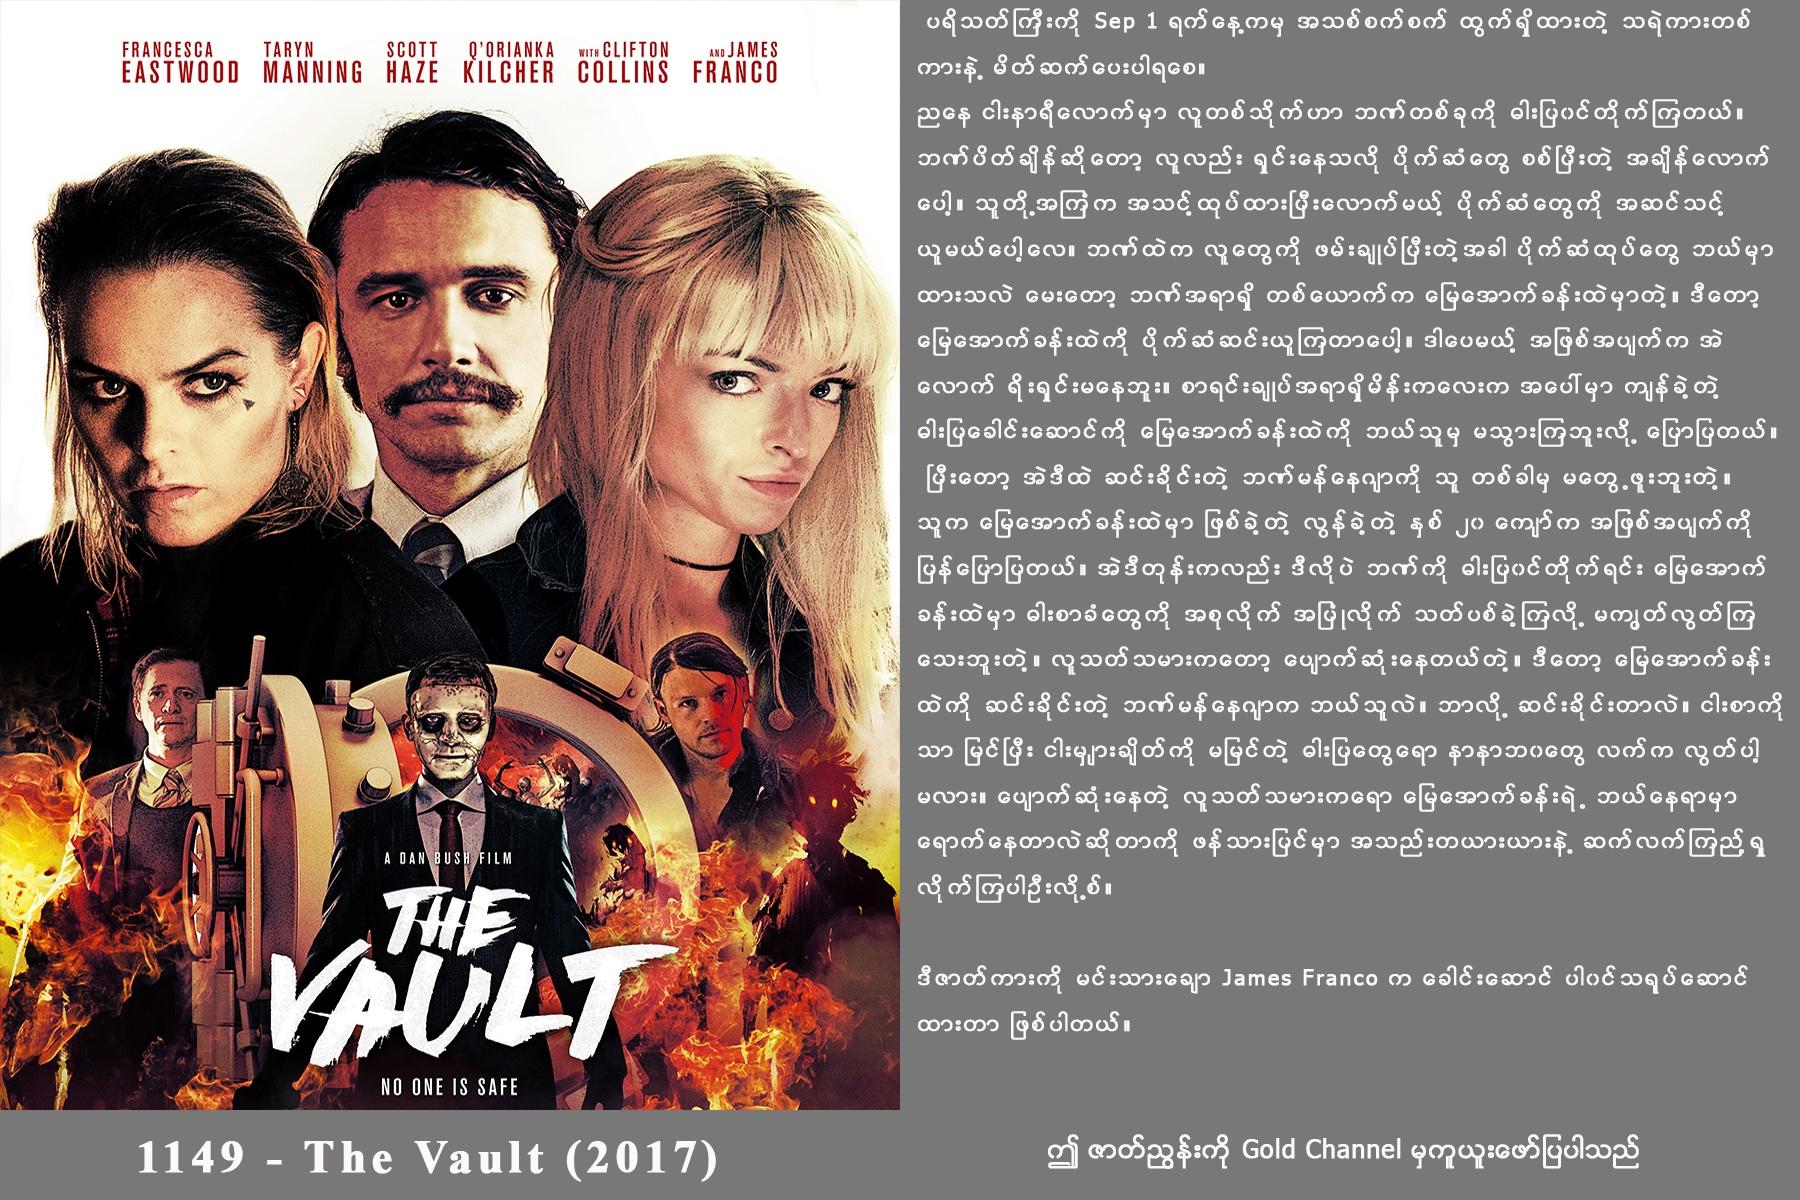 FRANCESCA EASTWOOD TARYN MANNING SCOTT HAZE Q'ORIANKA KILCHER WITH CLIFTON COLLINS AND JAMES FRANCO
A DAN BUSH FILM
THE
VAULT
NO ONE IS SAFE
1149 - The Vault (2017)
ပရိသတ်ကြီးကို Sep 1 ရက်နေ့ကမှ အသစ်စက်စက် ထွက်ရှိထားတဲ့ သရဲကားတစ်
ကားနဲ့ မိတ်ဆက်ပေးပါရစေ။
ညနေ ငါးနာရီလောက်မှာ လူတစ်သိုက်ဟာ ဘဏ်တစ်ခုကို ဓါးပြဝင်တိုက်ကြတယ်။
ဘဏ်ပိတ်ချိန်ဆိုတော့ လူလည်း ရှင်းနေသလို ပိုက်ဆံတွေ စစ်ပြီးတဲ့ အချိန်လောက်
ပေါ့။ သူတို့အကြံက အသင့်ထုပ်ထားပြီးလောက်မယ့် ပိုက်ဆံတွေကို အဆင်သင့်
ယူမယ်ပေါ့လေ။ ဘဏ်ထဲက လူတွေကို ဖမ်းချုပ်ပြီးတဲ့အခါ ပိုက်ဆံထုပ်တွေ ဘယ်မှာ
ထားသလဲ မေးတော့ ဘဏ်အရာရှိ တစ်ယောက်က မြေအောက်ခန်းထဲမှာတဲ့။ ဒီတော့
မြေအောက်ခန်းထဲကို ပိုက်ဆံဆင်းယူကြတာပေါ့။ ဒါပေမယ့် အဖြစ်အပျက်က အဲ
လောက် ရိုးရှင်းမနေဘူး။ စာရင်းချုပ်အရာရှိမိန်းကလေးက အပေါ်မှာ ကျန်ခဲ့တဲ့
ဓါးပြခေါင်းဆောင်ကို မြေအောက်ခန်းထဲကို ဘယ်သူမှ မသွားကြဘူးလို့ ပြောပြတယ်။
ပြီးတော့ အဲဒီထဲ ဆင်းခိုင်းတဲ့ ဘဏ်မန်နေဂျာကို သူ တစ်ခါမှ မတွေ့ဖူးဘူးတဲ့။
သူက မြေအောက်ခန်းထဲမှာ ဖြစ်ခဲ့တဲ့ လွန်ခဲ့တဲ့ နှစ် ၂၀ ကျော်က အဖြစ်အပျက်ကို
ပြန်ပြောပြတယ်။ အဲဒီတုန်းကလည်း ဒီလိုပဲ ဘဏ်ကို ဓါးပြဝင်တိုက်ရင်း မြေအောက်
ခန်းထဲမှာ ဓါးစာခံတွေကို အစုလိုက် အပြုံလိုက် သတ်ပစ်ခဲ့ကြလို့ မကျွတ်လွတ်ကြ
သေးဘူးတဲ့။ လူသတ်သမားကတော့ ပျောက်ဆုံးနေတယ်တဲ့။ ဒီတော့ မြေအောက်ခန်း
ထဲကို ဆင်းခိုင်းတဲ့ ဘဏ်မန်နေဂျာက ဘယ်သူလဲ။ ဘာလို့ ဆင်းခိုင်းတာလဲ။ ငါးစာကို
သာ မြင်ပြီး ငါးမျှားချိတ်ကို မမြင်တဲ့ ဓါးပြတွေရော နာနာဘဝတွေ လက်က လွတ်ပါ့
မလား။ ပျောက်ဆုံးနေတဲ့ လူသတ်သမားကရော မြေအောက်ခန်းရဲ့ ဘယ်နေရာမှာ
ရောက်နေတာလဲဆိုတာကို ဖန်သားပြင်မှာ အသည်းတယားယားနဲ့ ဆက်လက်ကြည့်ရှု
လိုက်ကြပါဦးလို့စ်။
ဒီဇာတ်ကားကို မင်းသားချော James Franco က ခေါင်းဆောင် ပါဝင်သရုပ်ဆောင်
ထားတာ ဖြစ်ပါတယ်။
ဤ ဇာတ်ညွှန်းကို Gold Channel မှကူယူးဖော်ပြပါသည်